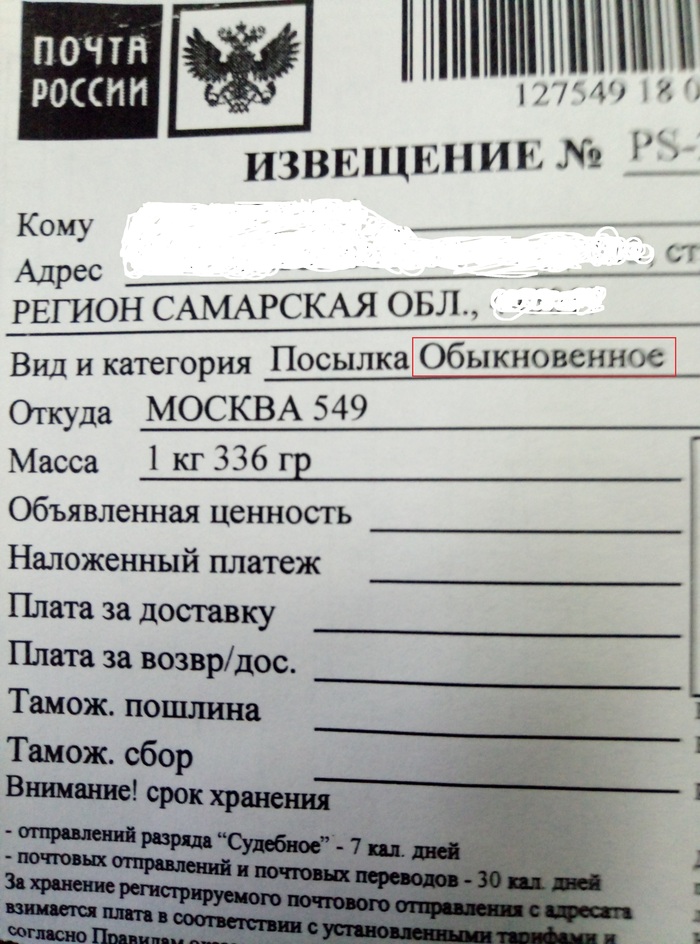 ПОЧТА
РОССИИ
127549 18 0
ИЗВЕЩЕНИЕ № PS-
Кому
Адрес , ст
РЕГИОН САМАРСКАЯ ОБЛ.,
Вид и категория Посылка Обыкновенное
Откуда МОСКВА 549
Масса 1 кг 336 гр
Объявленная ценность
Наложенный платеж
Плата за доставку
Плата за возвр/дос.
Тамож. пошлина
Тамож. сбор
Внимание! срок хранения
- отправлений разряда “Судебное” - 7 кал. дней
- почтовых отправлений и почтовых переводов - 30 кал. дней
За хранение регистрируемого почтового отправления с адресата
взимается плата в соответствии с установленными тарифами и
согласно Правилам